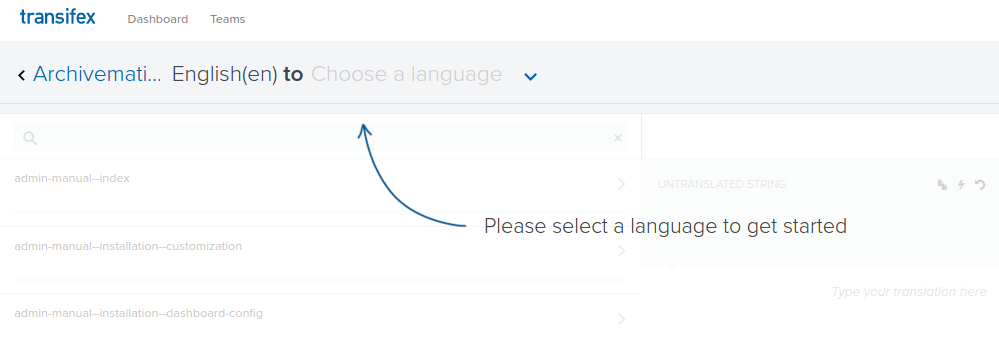 transifex Dashboard Teams
Archivemati... English(en) to Choose a language
admin-manual--index
UNTRANSLATED STRING
Please select a language to get started
admin-manual--installation--customization
Type your translation here
admin-manual--installation--dashboard-config